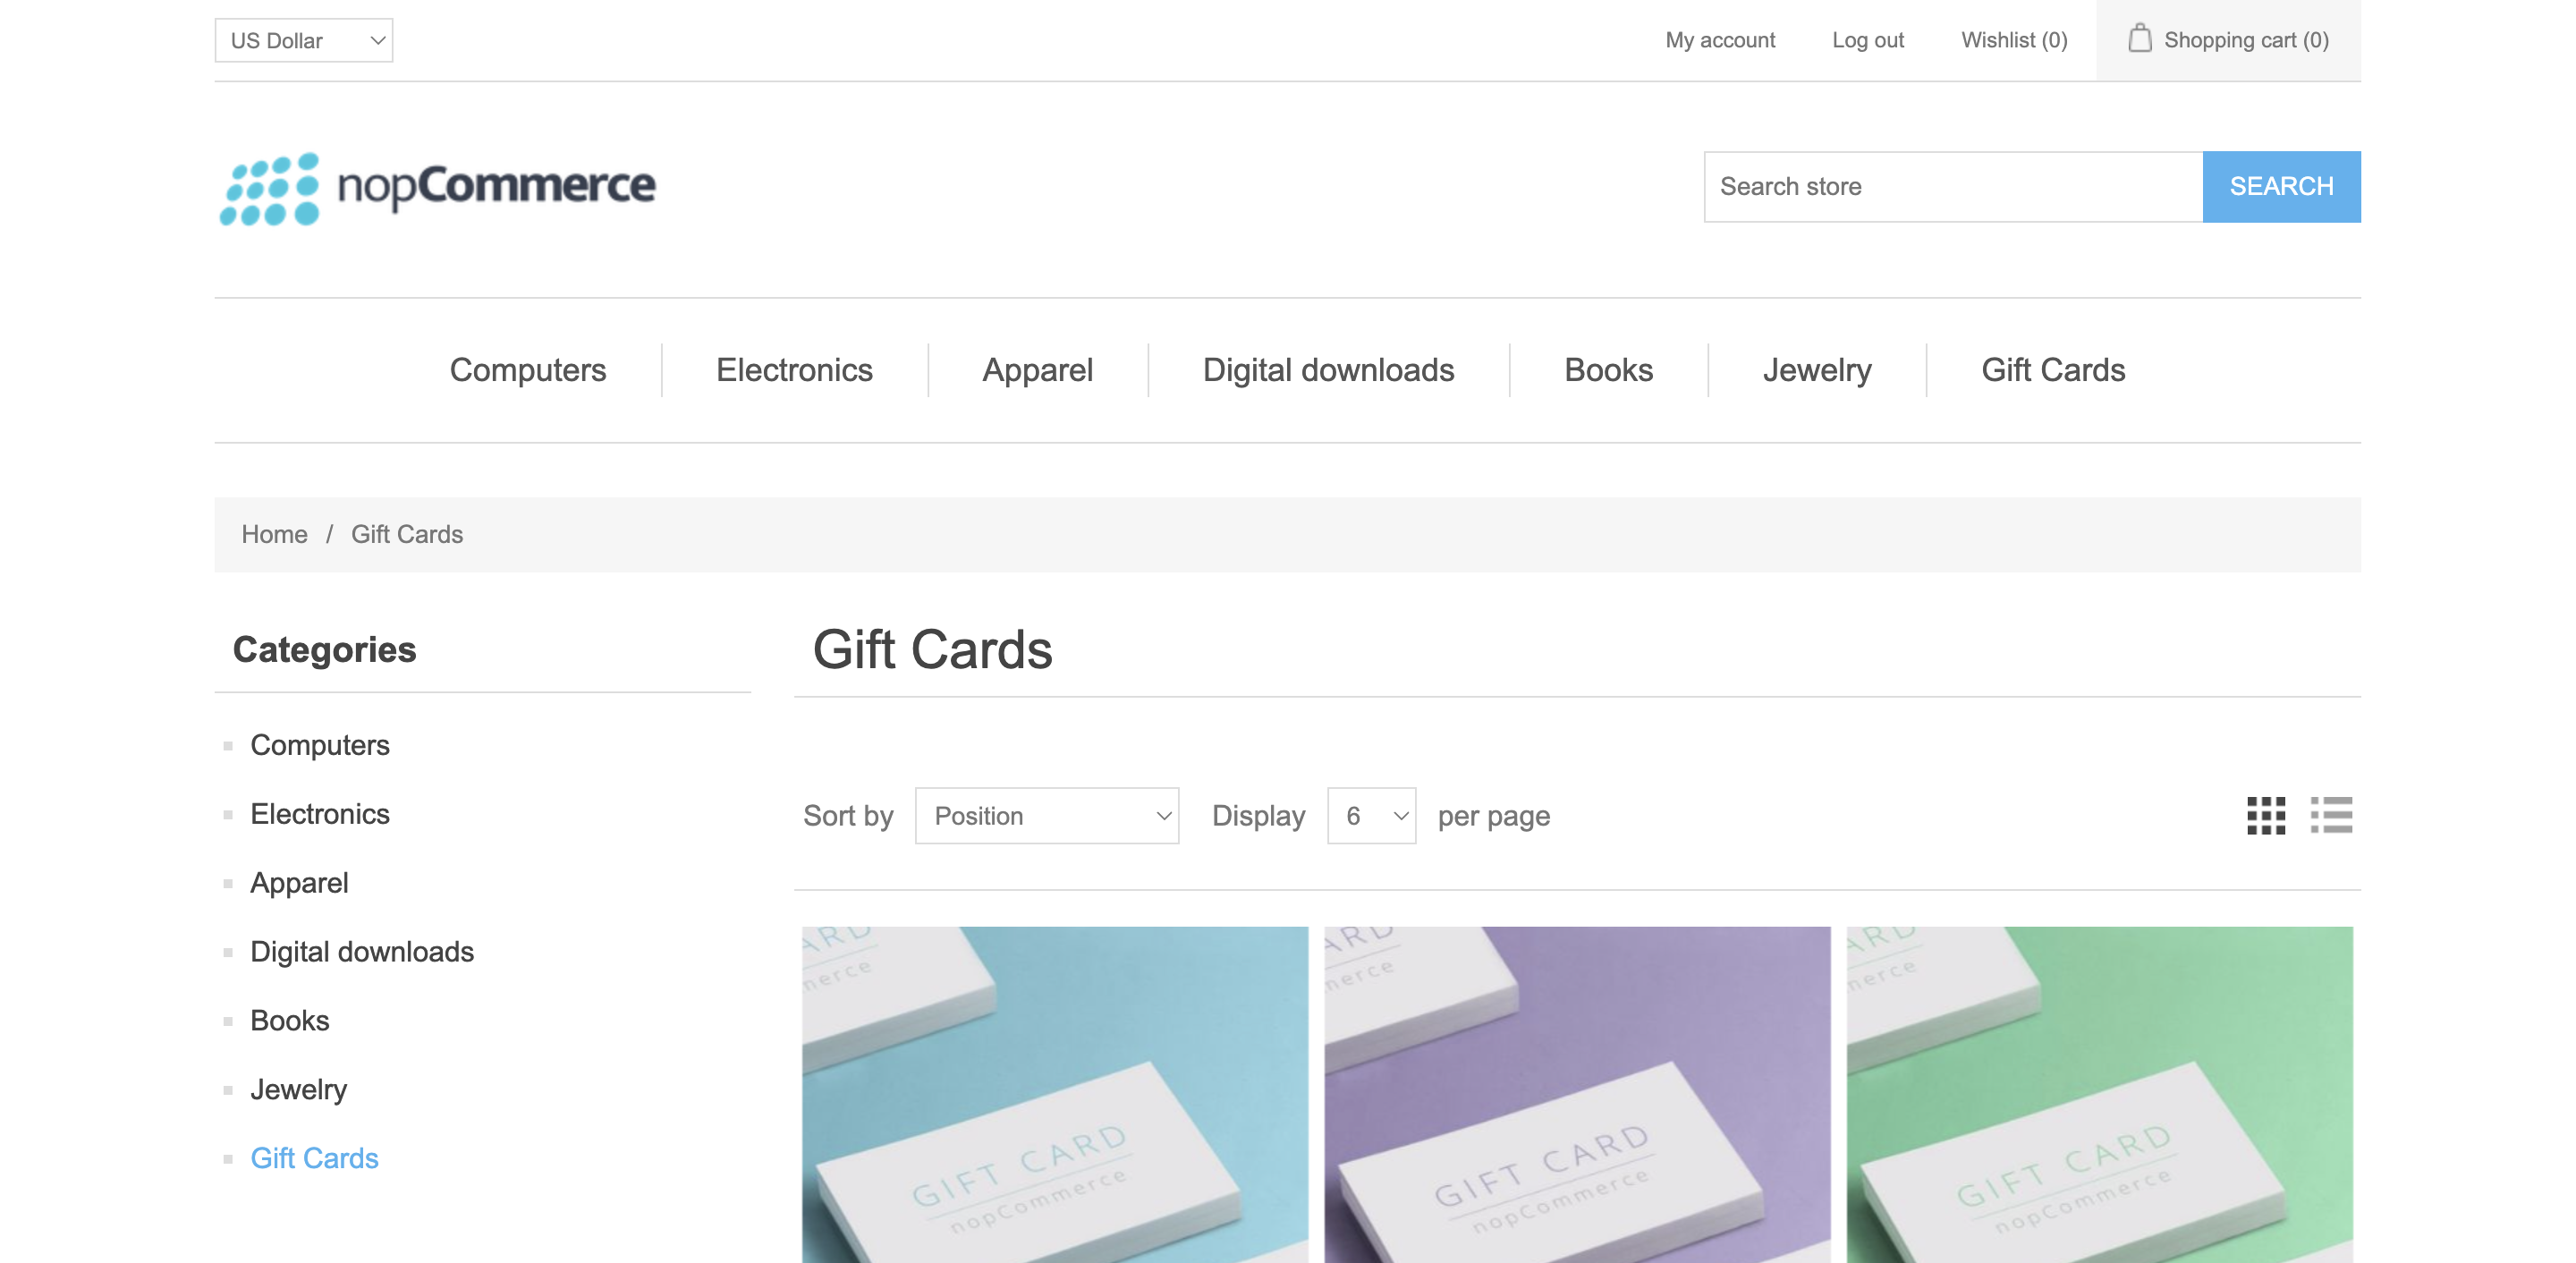 US Dollar
My account
Log out
Wishlist (0)
Shopping cart (0)
nopCommerce
Search store
SEARCH
Computers
Electronics
Apparel
Digital downloads
Books
Jewelry
Gift Cards
Home / Gift Cards
Categories
Computers
Electronics
Apparel
Digital downloads
Books
Jewelry
Gift Cards
Gift Cards
Sort by Position Display 6 per page
ARD
merce
GIFT CARD
nopCommerce
ARD
merce
GIFT CARD
nopCommerce
ARD
merce
GIFT CARD
nopCommerce